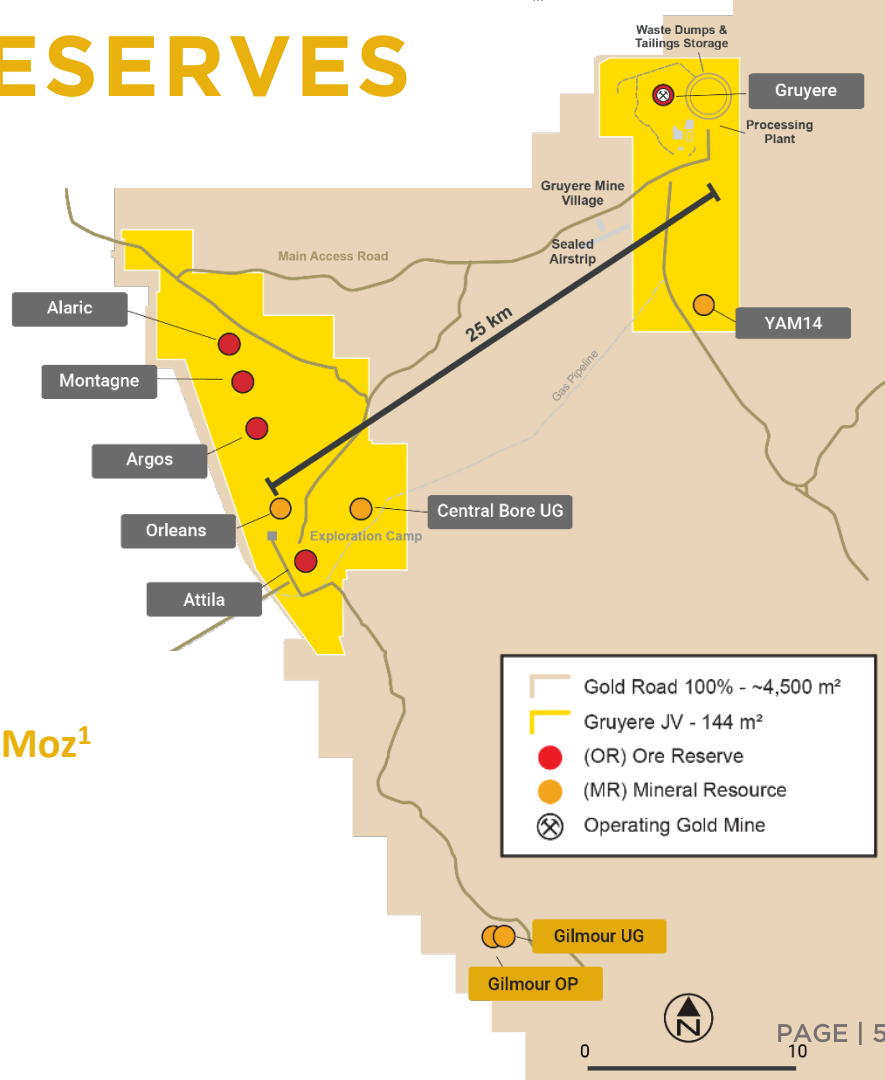 ESERVES
Waste Dumps &
Tailings Storage
Gruyere
Processing
Plant
Gruyere Mine
Village
Sealed
Airstrip
Main Access Road
25 km
Alaric
YAM14
Montagne
Gas Pipeline
Argos
Orleans
Central Bore UG
Exploration Camp
Attila
Gold Road 100% - ~4,500 m²
Gruyere JV - 144 m²
(OR) Ore Reserve
(MR) Mineral Resource
Operating Gold Mine
Moz¹
Gilmour UG
Gilmour OP
N
PAGE | 5
0
10